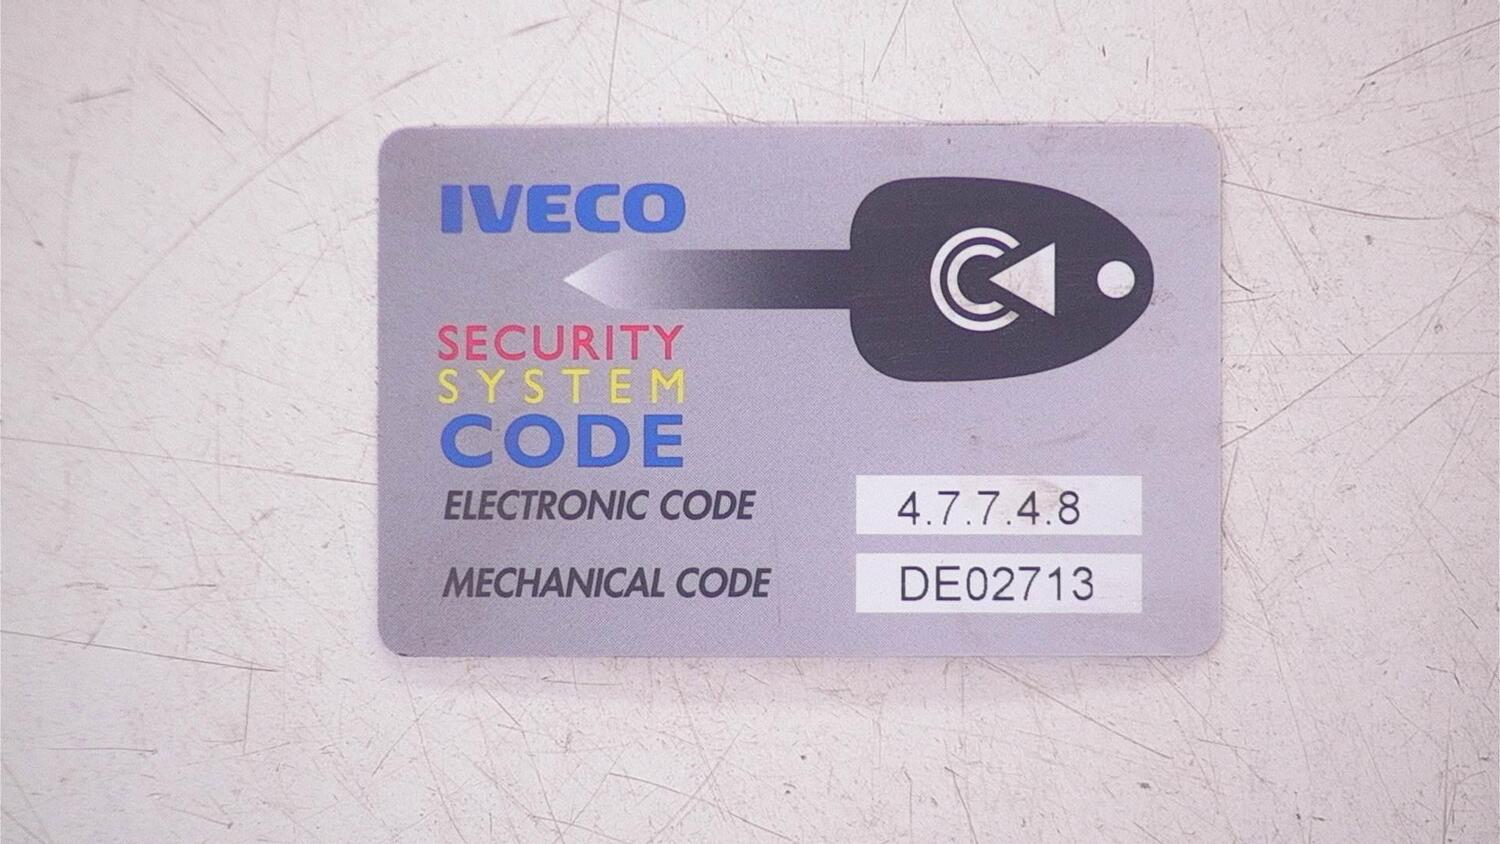 IVECO
SECURITY
SYSTEM
CODE
ELECTRONIC CODE 4.7.7.4.8
MECHANICAL CODE DE02713